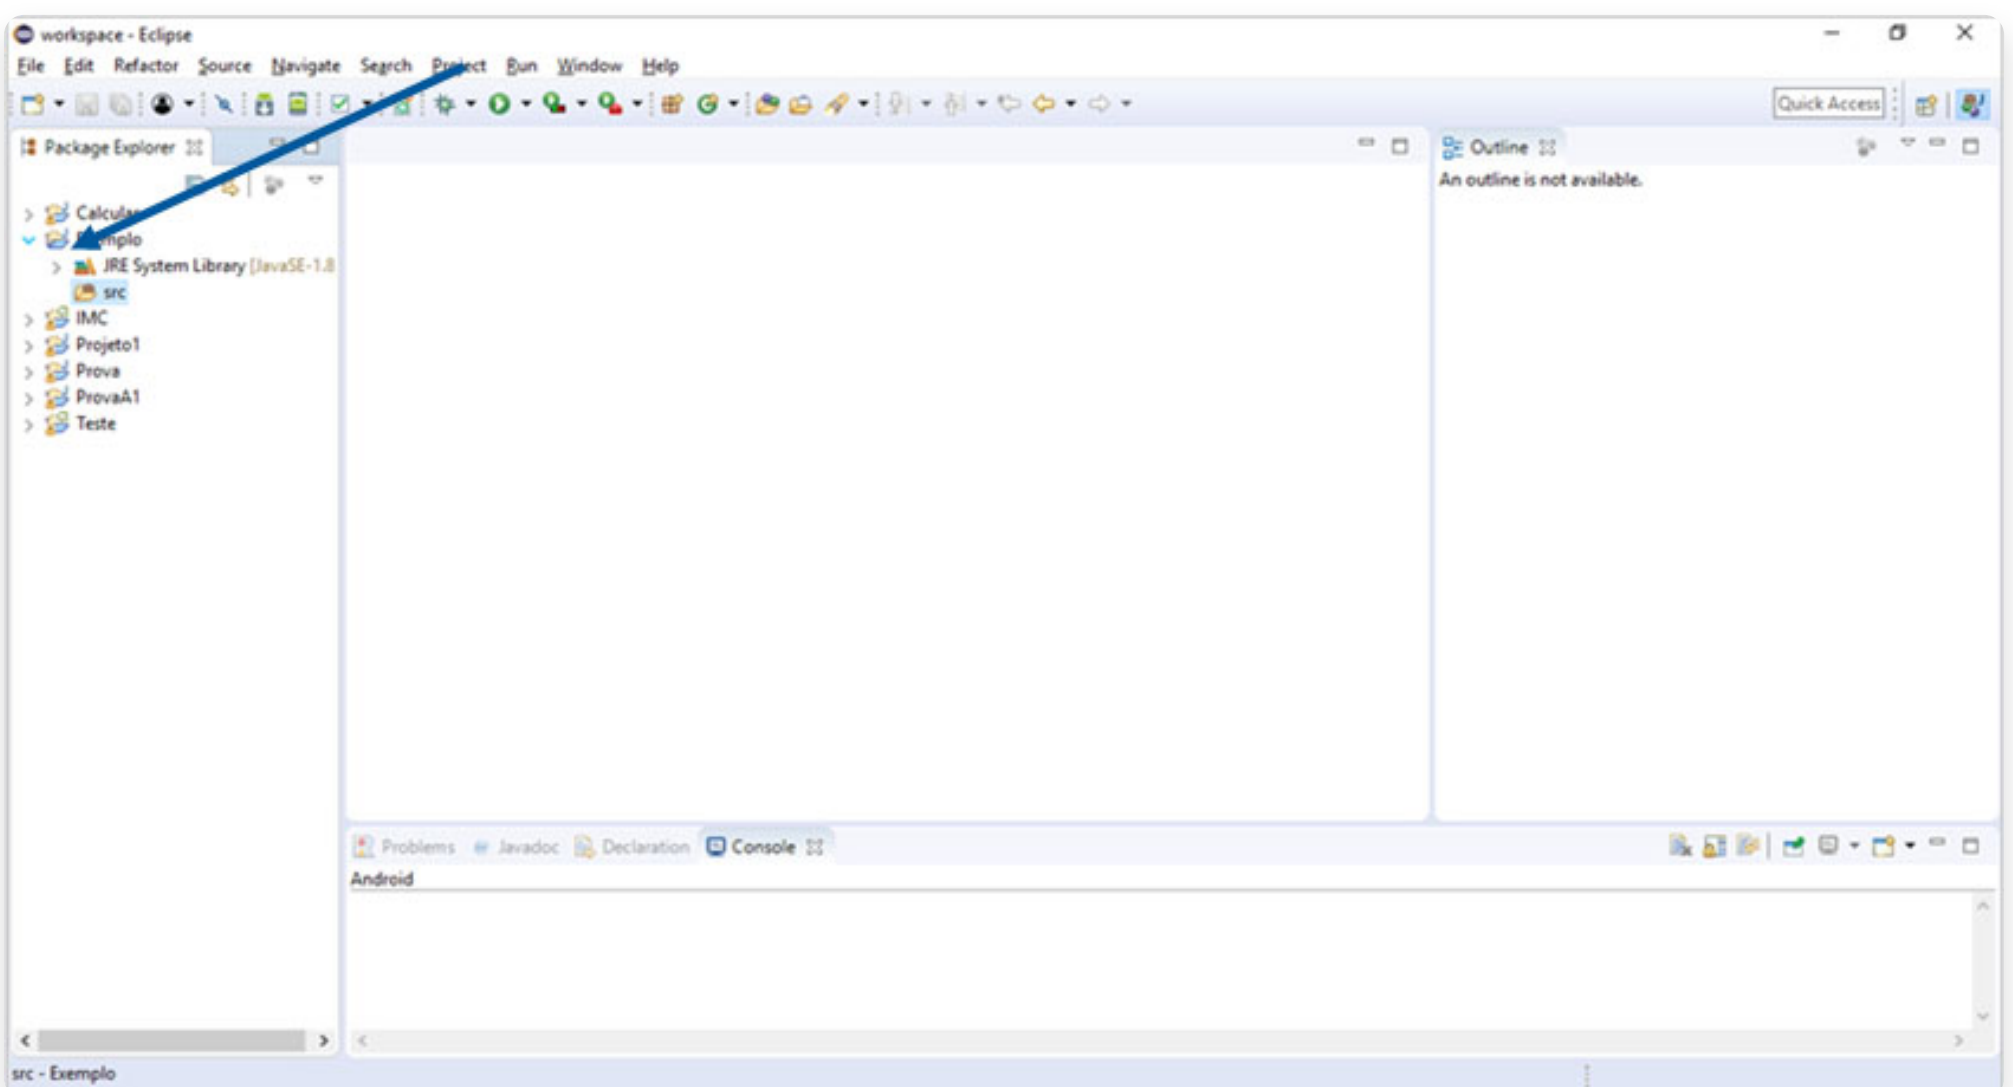 workspace - Eclipse
File Edit Refactor Source Navigate Search Project Run Window Help
Quick Access
Package Explorer
Outline
An outline is not available.
JRE System Library [JavaSE-1.8
src
IMC
Projeto1
Prova
ProvaA1
Teste
Problems Javadoc Declaration Console
Android
src - Exemplo